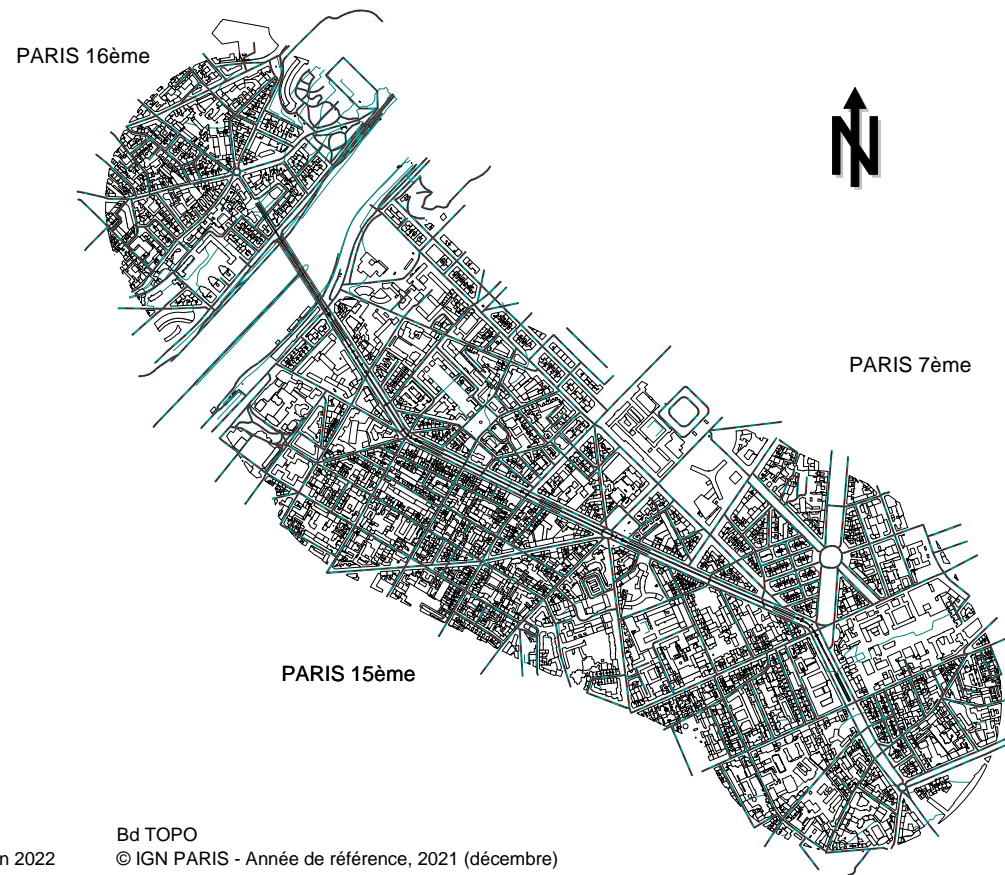 PARIS 16ème
N
PARIS 7ème
PARIS 15ème
Bd TOPO
n 2022 © IGN PARIS - Année de référence, 2021 (décembre)